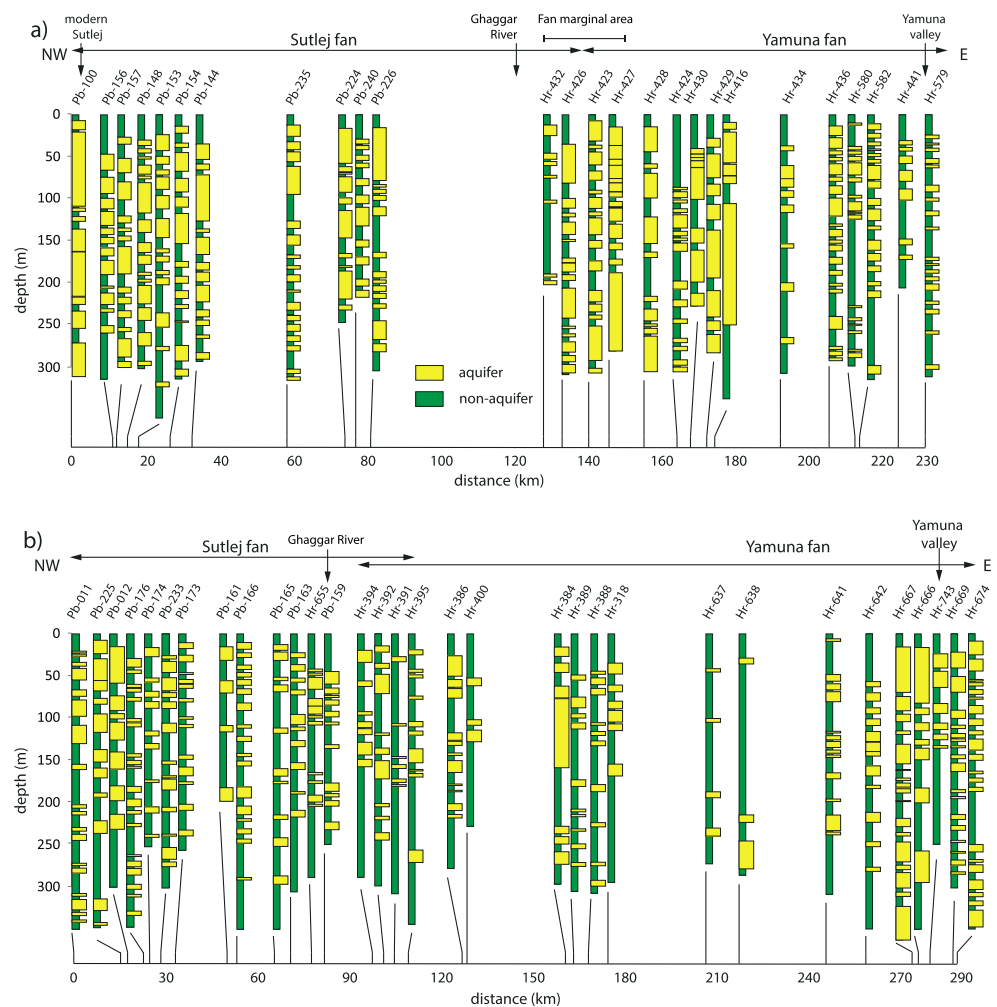 a)
NW
modern
Sutlej
Sutlej fan
Ghaggar
River
Fan marginal area
Yamuna fan
Yamuna
valley
E
Pb-100
Pb-156
Pb-157
Pb-148
Pb-153
Pb-154
Pb-144
Pb-235
Pb-224
Pb-240
Pb-226
Hr-432
Hr-426
Hr-423
Hr-427
Hr-428
Hr-424
Hr-430
Hr-429
Hr-416
Hr-434
Hr-436
Hr-580
Hr-582
Hr-441
Hr-579
0
50
100
150
200
250
300
depth (m)
aquifer
non-aquifer
0 20 40 60 80 100 120 140 160 180 200 220 230
distance (km)
b)
NW
Sutlej fan
Ghaggar River
Yamuna fan
Yamuna
valley
E
Pb-011
Pb-225
Pb-012
Pb-176
Pb-174
Pb-233
Pb-173
Pb-161
Pb-166
Pb-165
Pb-163
Hr-655
Pb-159
Hr-394
Hr-392
Hr-391
Hr-395
Hr-386
Hr-400
Hr-384
Hr-389
Hr-388
Hr-318
Hr-637
Hr-638
Hr-641
Hr-642
Hr-667
Hr-666
Hr-743
Hr-669
Hr-674
0
50
100
150
200
250
300
depth (m)
0 30 60 90 120 150 180 210 240 270 290
distance (km)